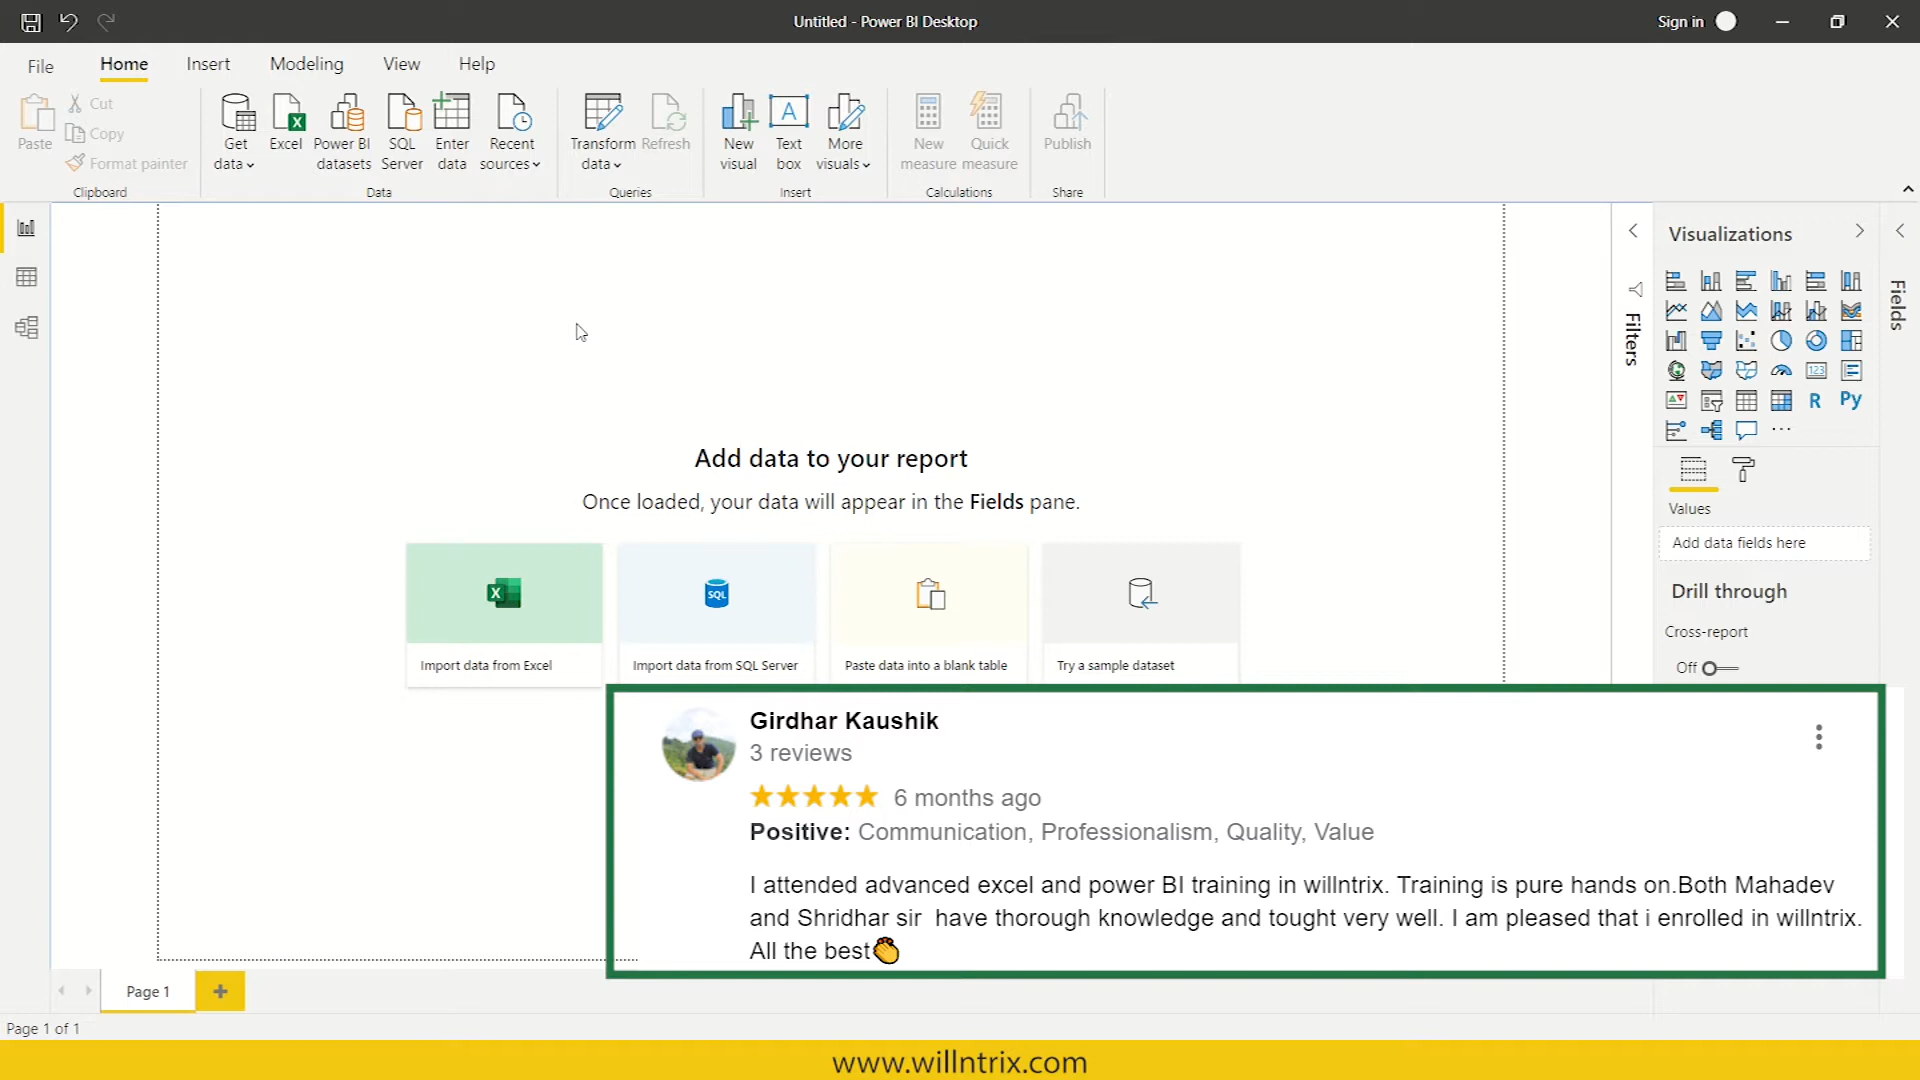 Untitled - Power BI Desktop
Sign in
File
Home
Insert
Modeling
View
Help
Paste
Cut
Copy
Format painter
Clipboard
Get data
Excel
Power BI datasets
SQL Server
Enter data
Recent sources
Data
Transform data
Refresh
Queries
New visual
Text box
More visuals
Insert
New measure
Quick measure
Calculations
Publish
Share
Visualizations
Fields
Filters
R
Py
123
Values
Add data fields here
Drill through
Cross-report
Off
Add data to your report
Once loaded, your data will appear in the Fields pane.
SQL
Import data from Excel
Import data from SQL Server
Paste data into a blank table
Try a sample dataset
Girdhar Kaushik
3 reviews
6 months ago
Positive: Communication, Professionalism, Quality, Value
I attended advanced excel and power BI training in willntrix. Training is pure hands on.Both Mahadev
and Shridhar sir have thorough knowledge and tought very well. I am pleased that i enrolled in willntrix.
All the best👏
Page 1
Page 1 of 1
www.willntrix.com